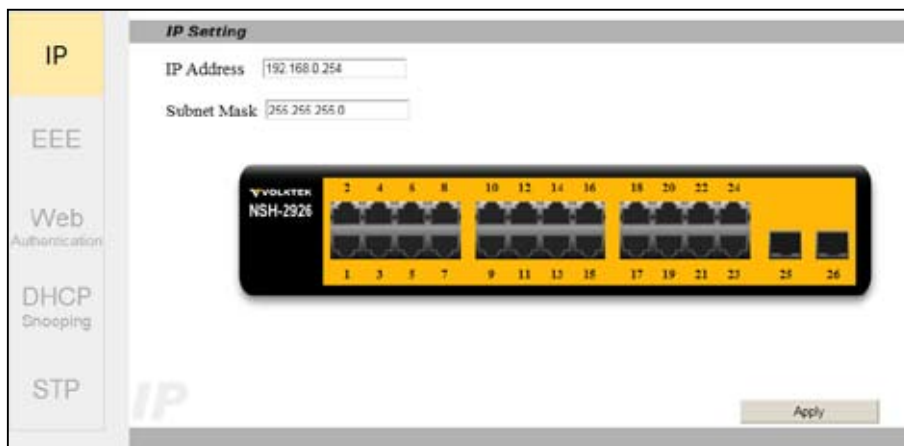 IP
EEE
Web
Authentication
DHCP
Snooping
STP
IP Setting
IP Address 192.168.0.254
Subnet Mask 255.255.255.0
VOLKTEK
NSH-2926
2 4 6 8 10 12 14 16 18 20 22 24
1 3 5 7 9 11 13 15 17 19 21 23 25 26
IP
Apply